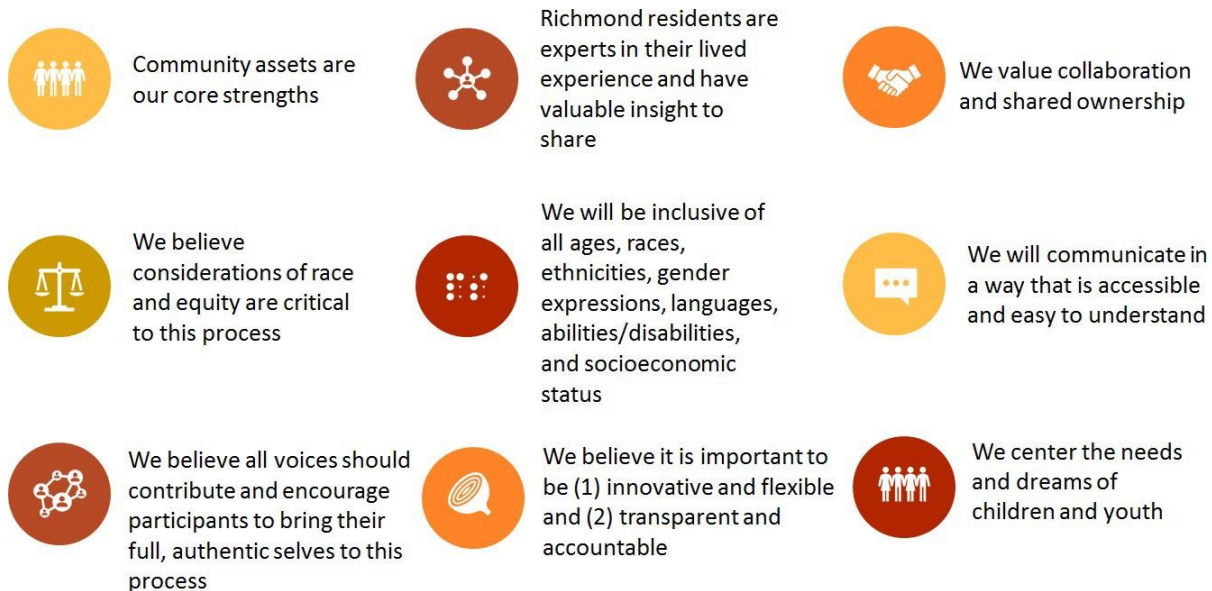 Community assets are
our core strengths
Richmond residents are
experts in their lived
experience and have
valuable insight to
share
We value collaboration
and shared ownership
We believe
considerations of race
and equity are critical
to this process
We will be inclusive of
all ages, races,
ethnicities, gender
expressions, languages,
abilities/disabilities,
and socioeconomic
status
We will communicate in
a way that is accessible
and easy to understand
We believe all voices should
contribute and encourage
participants to bring their
full, authentic selves to this
process
We believe it is important to
be (1) innovative and flexible
and (2) transparent and
accountable
We center the needs
and dreams of
children and youth